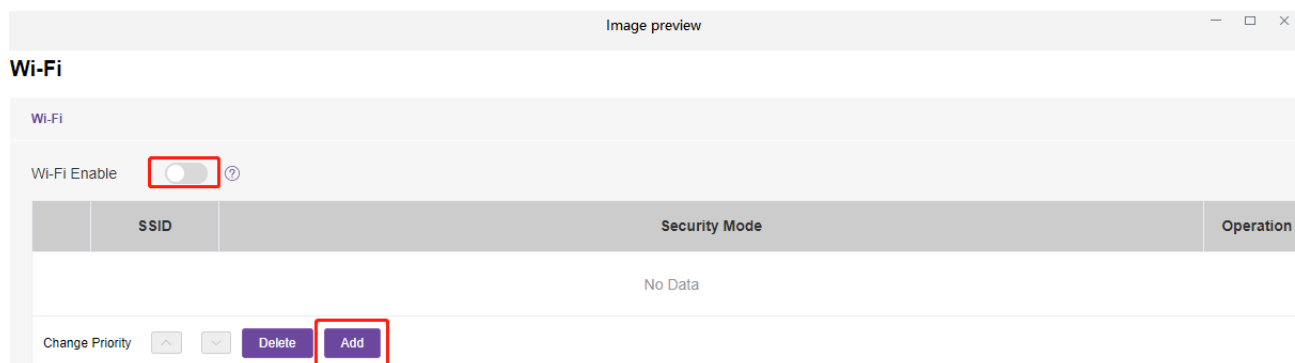 Image preview
Wi-Fi
Wi-Fi
Wi-Fi Enable ?
SSID Security Mode Operation
No Data
Change Priority Delete Add